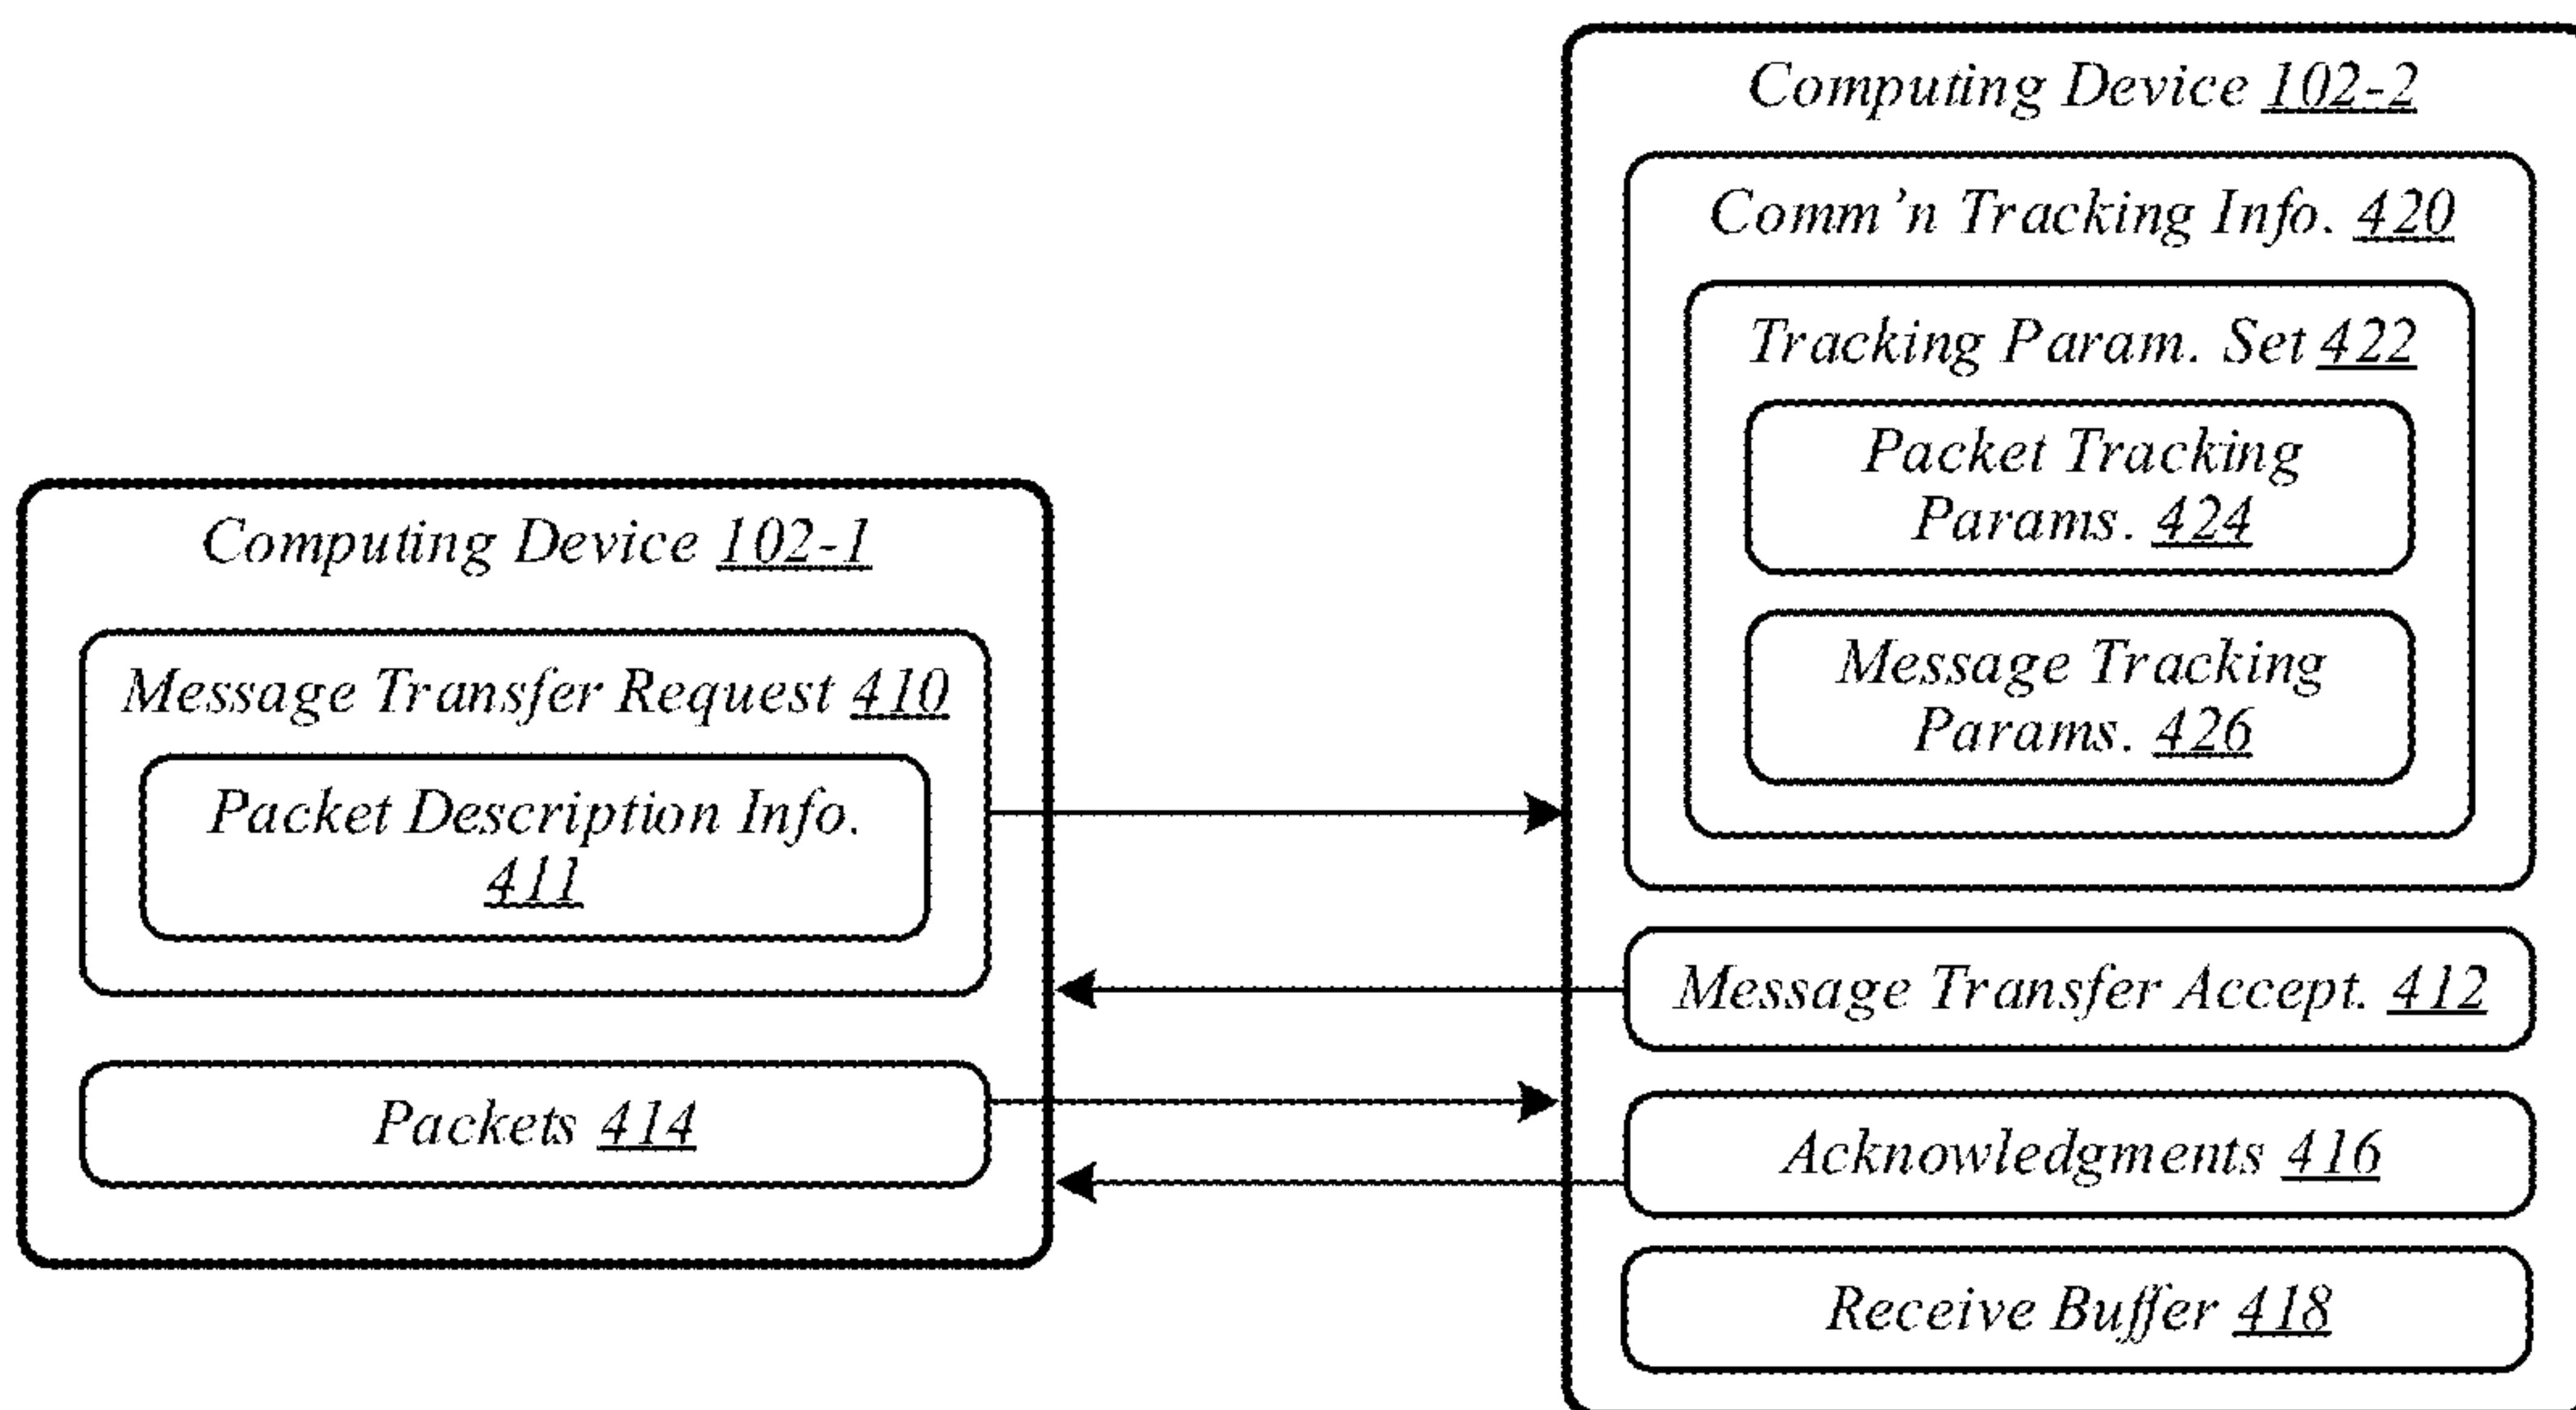 Computing Device 102-1
Message Transfer Request 410
Packet Description Info.
411
Packets 414
Computing Device 102-2
Comm'n Tracking Info. 420
Tracking Param. Set 422
Packet Tracking
Params. 424
Message Tracking
Params. 426
Message Transfer Accept. 412
Acknowledgments 416
Receive Buffer 418